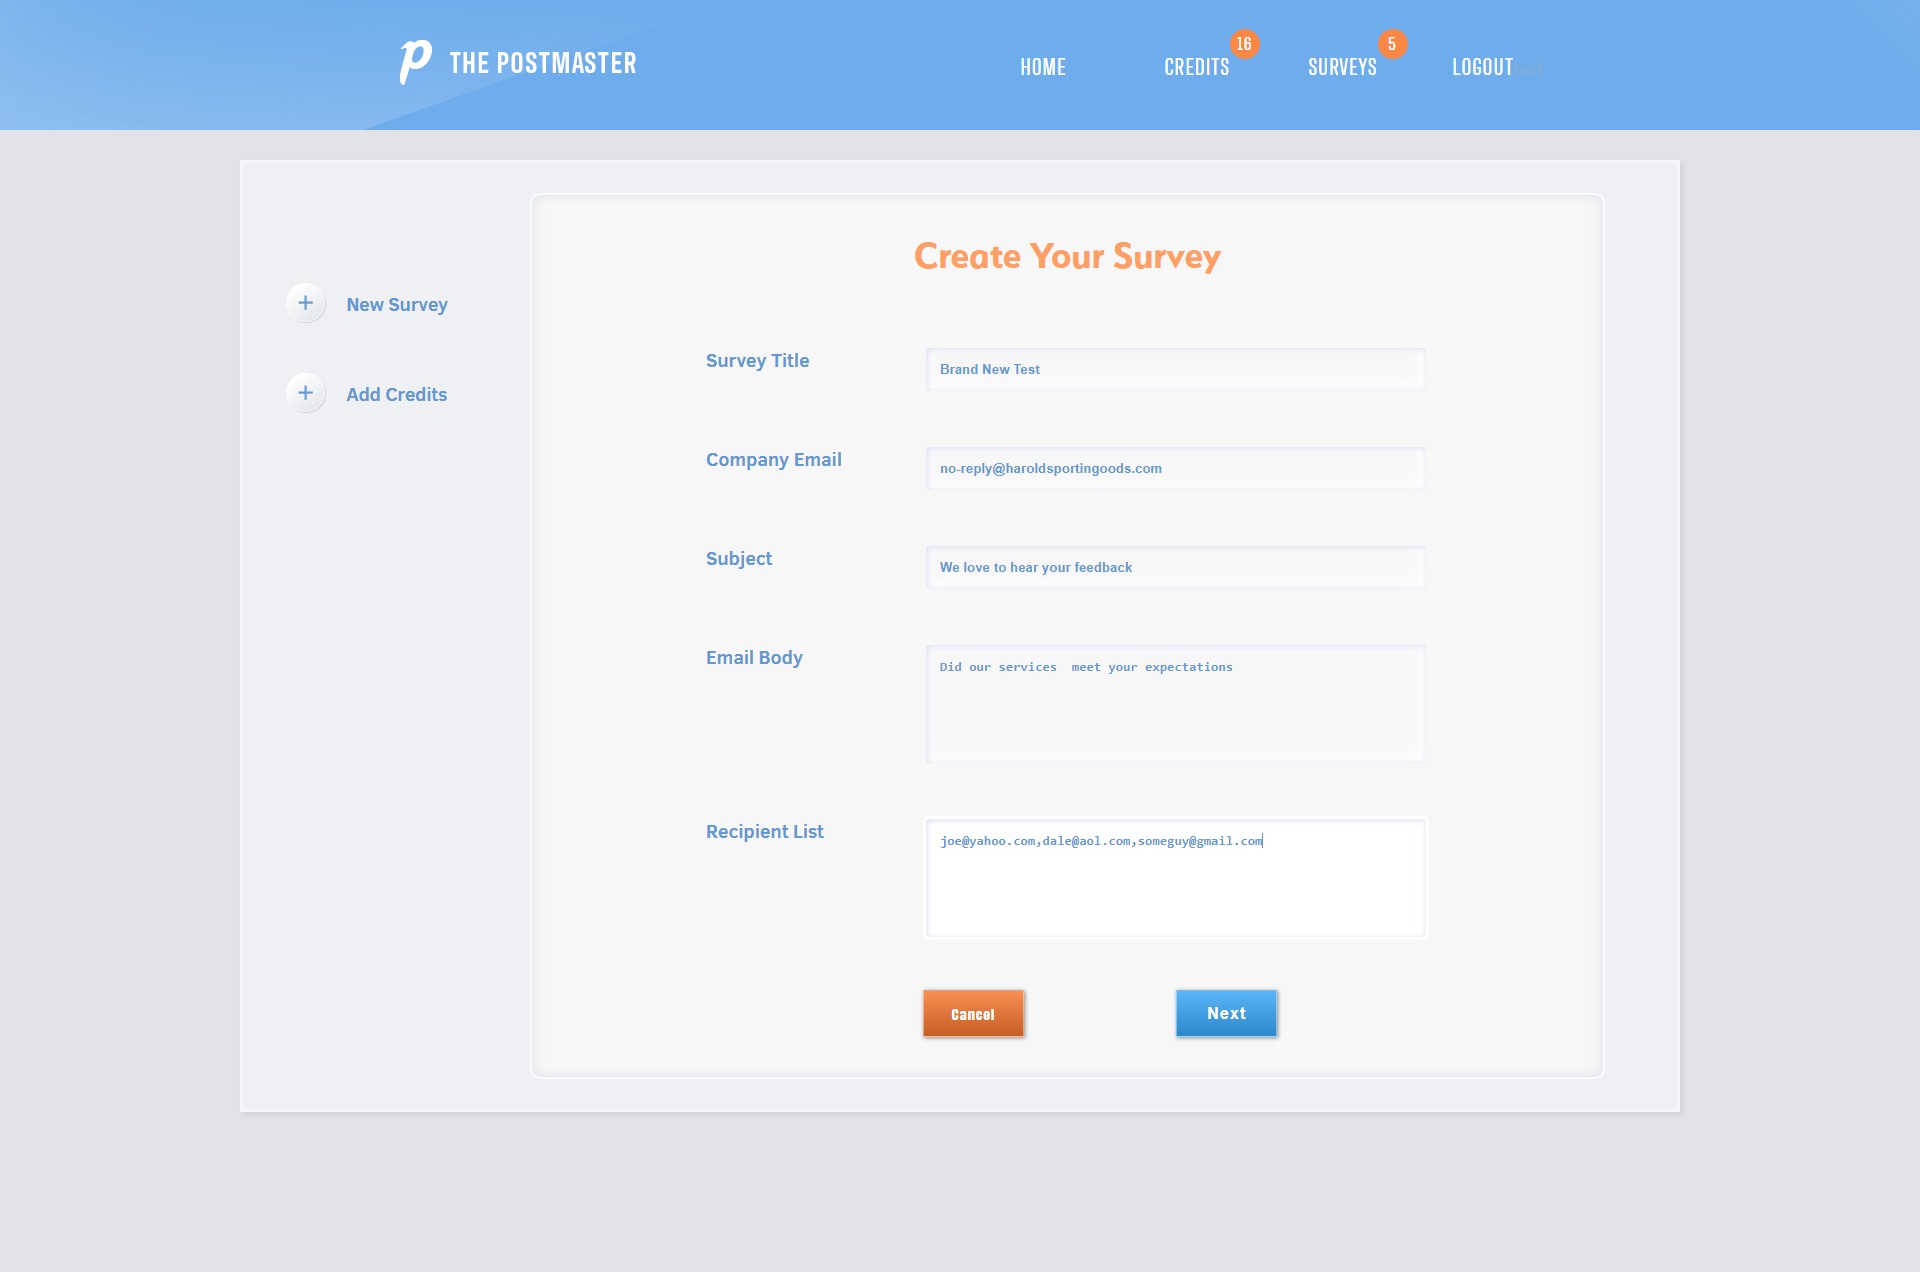 p THE POSTMASTER
HOME
CREDITS 16
SURVEYS 5
LOGOUT
New Survey
Add Credits
Create Your Survey
Survey Title
Brand New Test
Company Email
no-reply@haroldsportingoods.com
Subject
We love to hear your feedback
Email Body
Did our services  meet your expectations
Recipient List
joe@yahoo.com,dale@aol.com,someguy@gmail.com
Cancel
Next